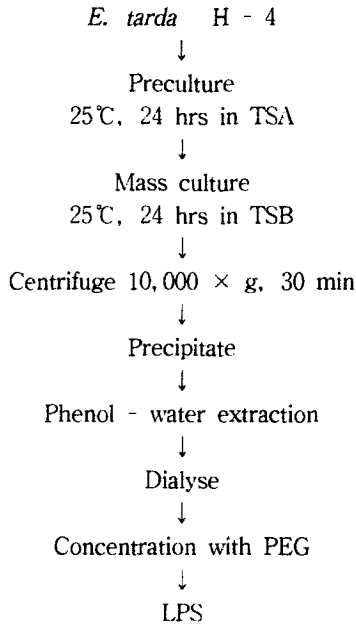 E. tarda H - 4
↓
Preculture
25℃, 24 hrs in TSA
↓
Mass culture
25℃, 24 hrs in TSB
↓
Centrifuge 10,000 × g, 30 min
↓
Precipitate
↓
Phenol - water extraction
↓
Dialyse
↓
Concentration with PEG
↓
LPS